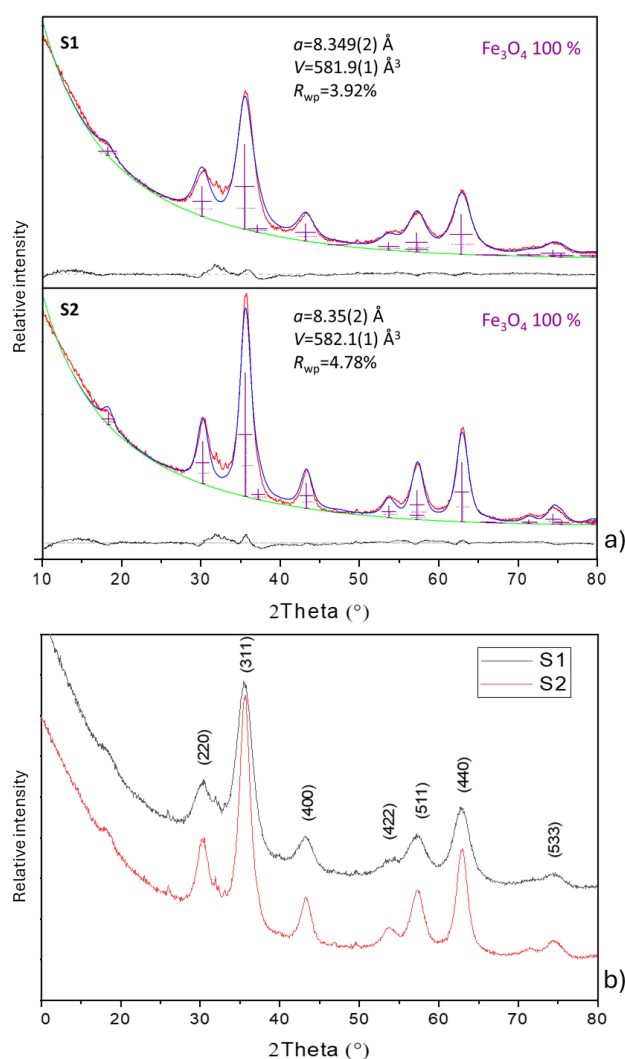 S1
a=8.349(2) Å
V=581.9(1) Å³
Rwp=3.92%
Fe₃O₄ 100 %
Relative intensity
S2
a=8.35(2) Å
V=582.1(1) Å³
Rwp=4.78%
Fe₃O₄ 100 %
Relative intensity
a)
10 20 30 40 50 60 70 80
2Theta (°)
S1
S2
(220)
(311)
(400)
(422)
(511)
(440)
(533)
Relative intensity
b)
0 10 20 30 40 50 60 70 80
2Theta (°)